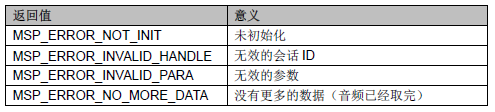 返回值 意义
MSP_ERROR_NOT_INIT 未初始化
MSP_ERROR_INVALID_HANDLE 无效的会话 ID
MSP_ERROR_INVALID_PARA 无效的参数
MSP_ERROR_NO_MORE_DATA 没有更多的数据（音频已经取完）